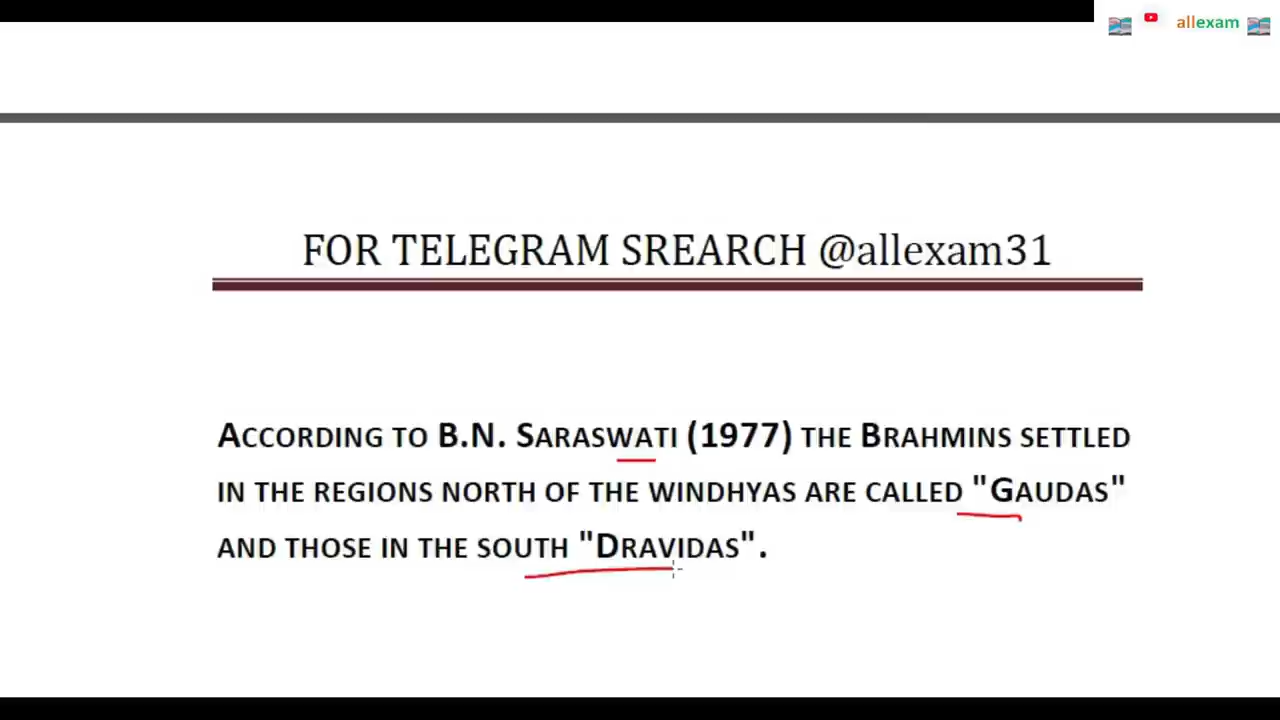 allexam
FOR TELEGRAM SREARCH @allexam31
ACCORDING TO B.N. SARASWATI (1977) THE BRAHMINS SETTLED
IN THE REGIONS NORTH OF THE WINDHYAS ARE CALLED "GAUDAS"
AND THOSE IN THE SOUTH "DRAVIDAS".